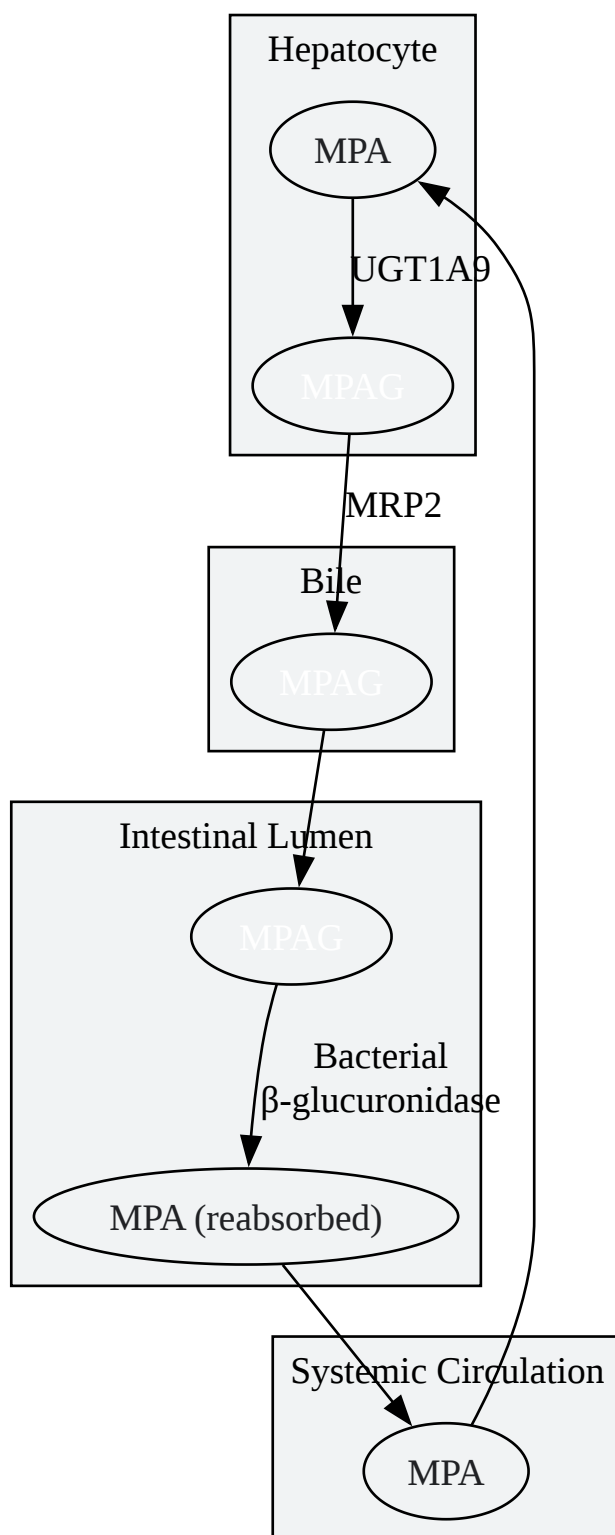 Hepatocyte
MPA
UGT1A9
MPAG
MRP2
Bile
MPAG
Intestinal Lumen
MPAG
Bacterial
β-glucuronidase
MPA (reabsorbed)
Systemic Circulation
MPA